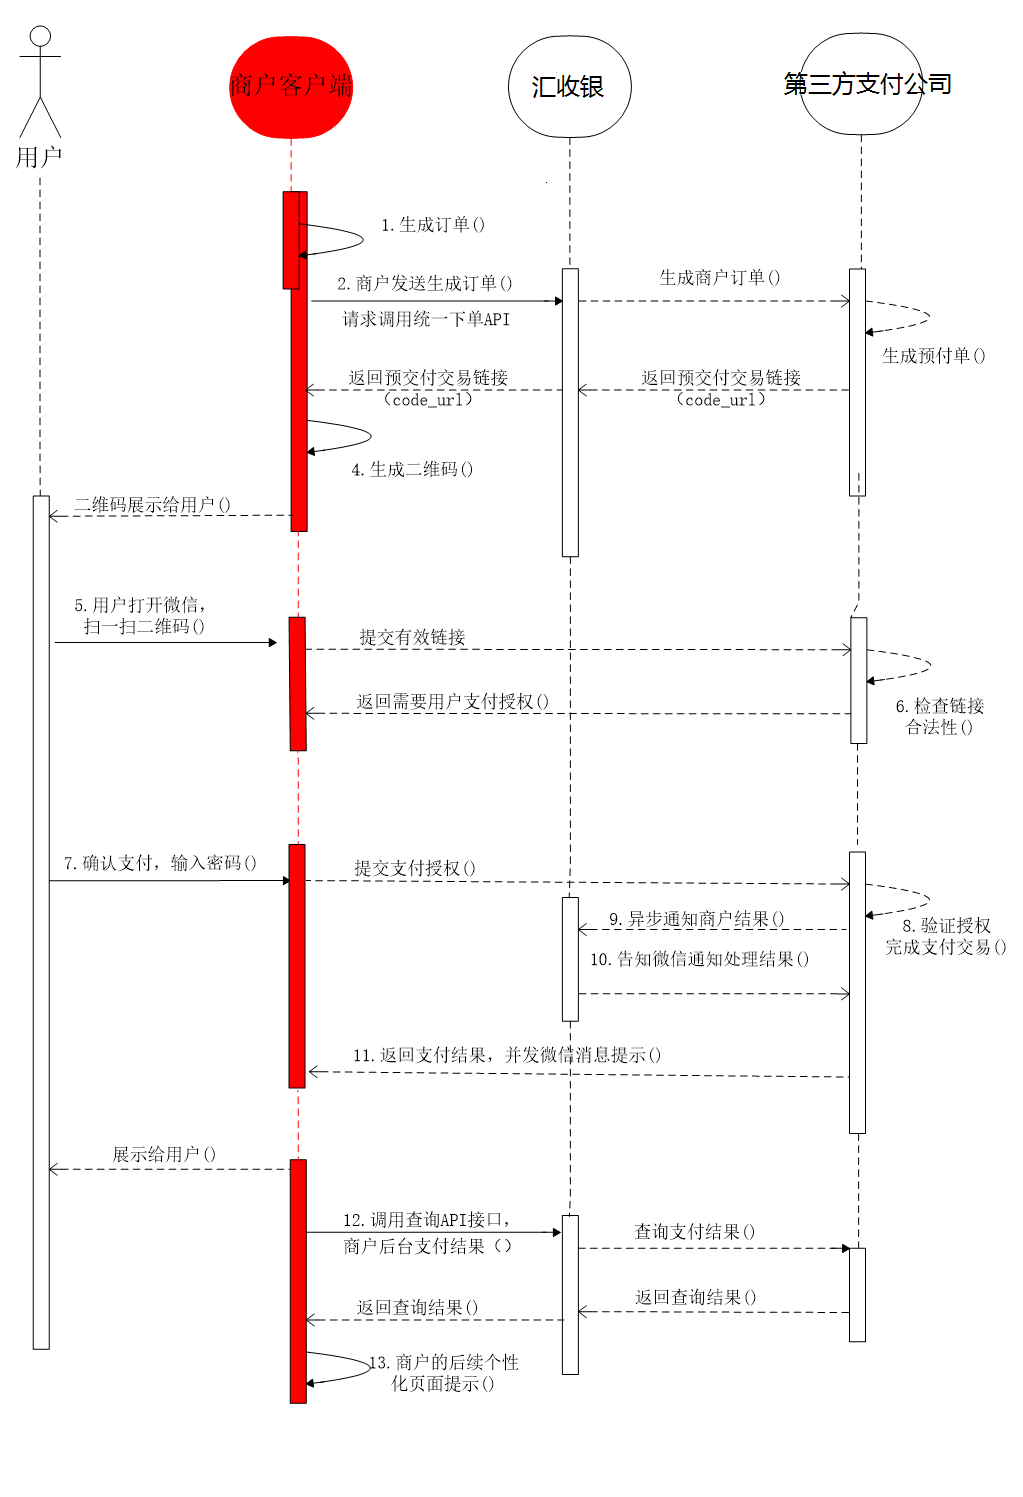 用户
商户客户端
汇收银
第三方支付公司
1.生成订单()
2.商户发送生成订单()
请求调用统一下单API
生成商户订单()
生成预付单()
返回预交付交易链接
（code_url）
返回预交付交易链接
（code_url）
4.生成二维码()
二维码展示给用户()
5.用户打开微信，
扫一扫二维码()
提交有效链接
返回需要用户支付授权()
6.检查链接
合法性()
7.确认支付，输入密码()
提交支付授权()
8.验证授权
完成支付交易()
9.异步通知商户结果()
10.告知微信通知处理结果()
11.返回支付结果，并发微信消息提示()
展示给用户()
12.调用查询API接口，
商户后台支付结果（）
查询支付结果()
返回查询结果()
返回查询结果()
13.商户的后续个性
化页面提示()